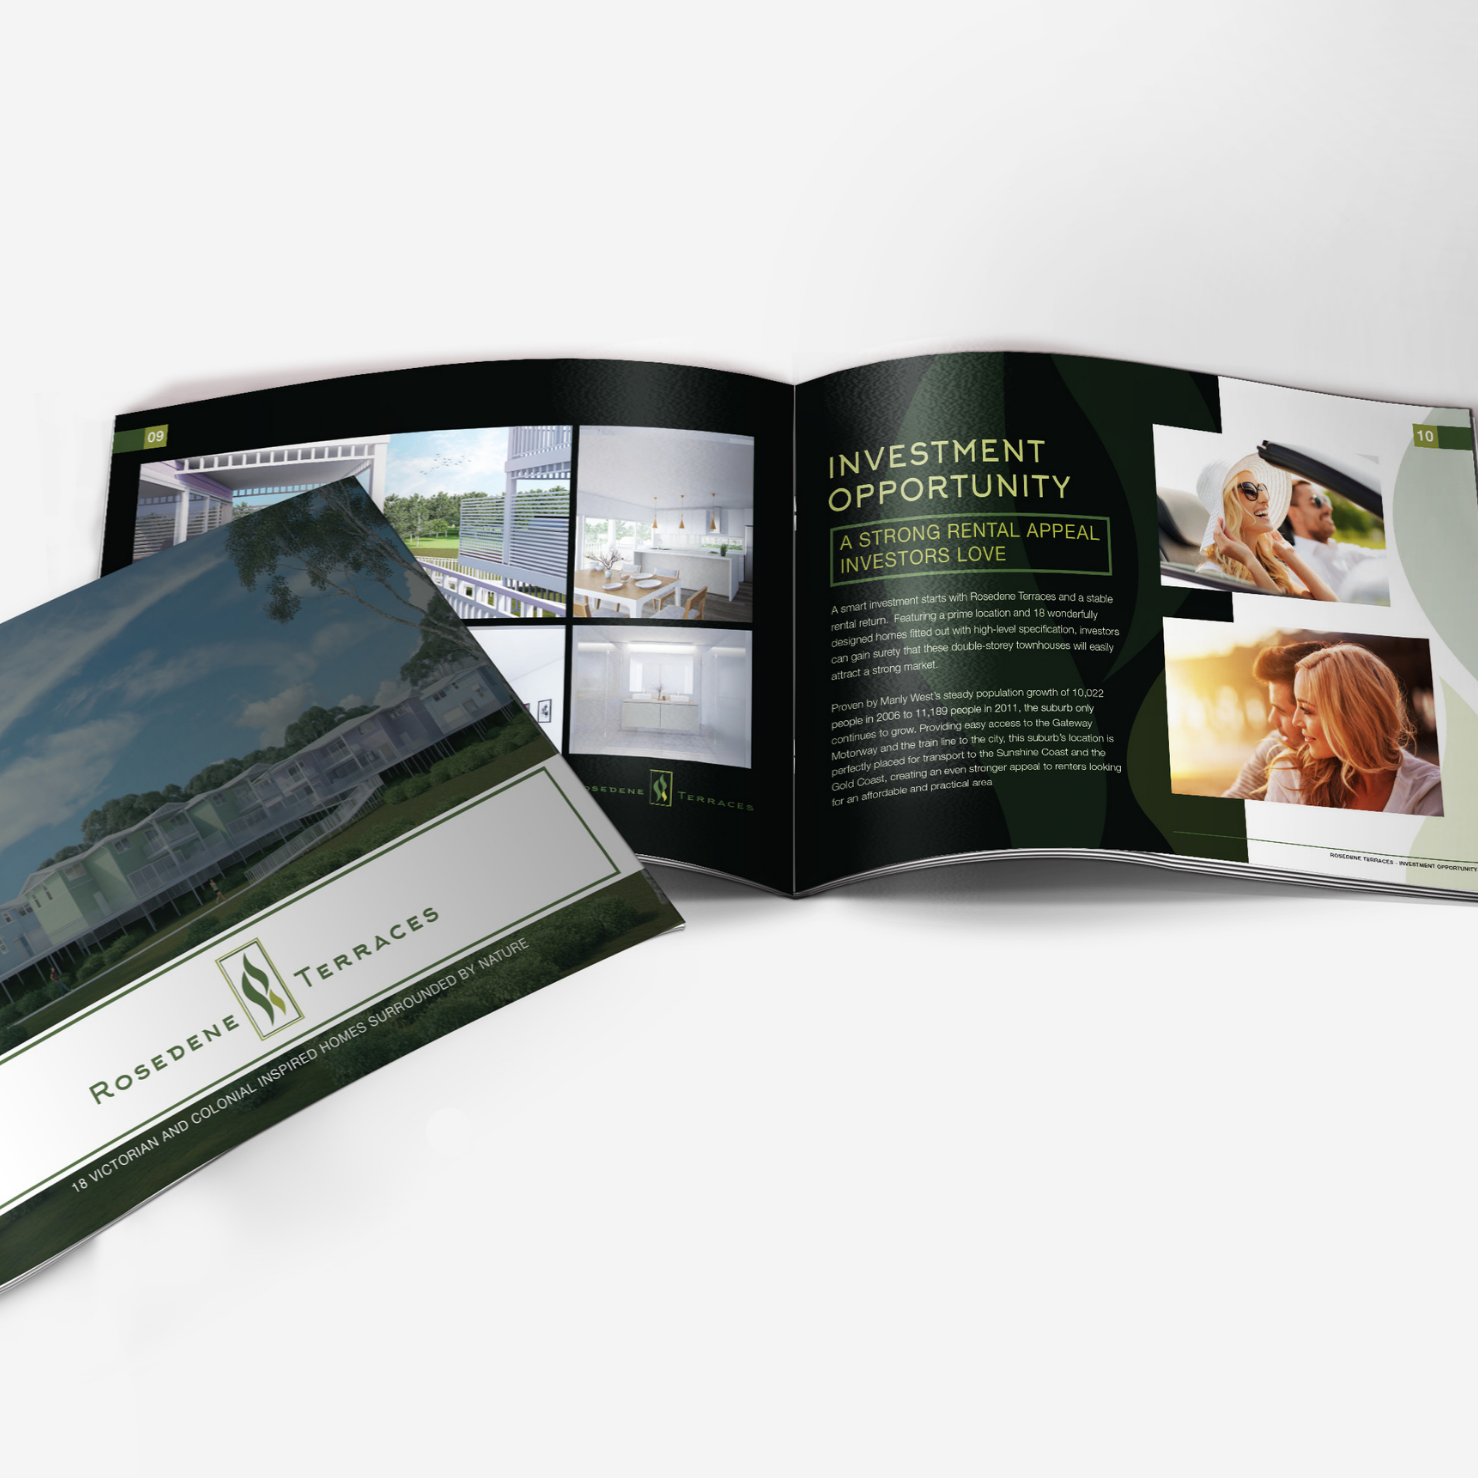 09
ROSEDENE TERRACES
18 VICTORIAN AND COLONIAL INSPIRED HOMES SURROUNDED BY NATURE
TERRACES
10
INVESTMENT
OPPORTUNITY
A STRONG RENTAL APPEAL
INVESTORS LOVE
A smart investment starts with Rosedene Terraces and a stable
rental return. Featuring a prime location and 18 wonderfully
designed homes fitted out with high-level specification, investors
can gain surety that these double-storey townhouses will easily
attract a strong market.
Proven by Manly West's steady population growth of 10,022
people in 2006 to 11,189 people in 2011, the suburb only
continues to grow. Providing easy access to the Gateway
Motorway and the train line to the city, this suburb's location is
perfectly placed for transport to the Sunshine Coast and the
Gold Coast, creating an even stronger appeal to renters looking
for an affordable and practical area
ROSEDENE TERRACES - INVESTMENT OPPORTUNITY